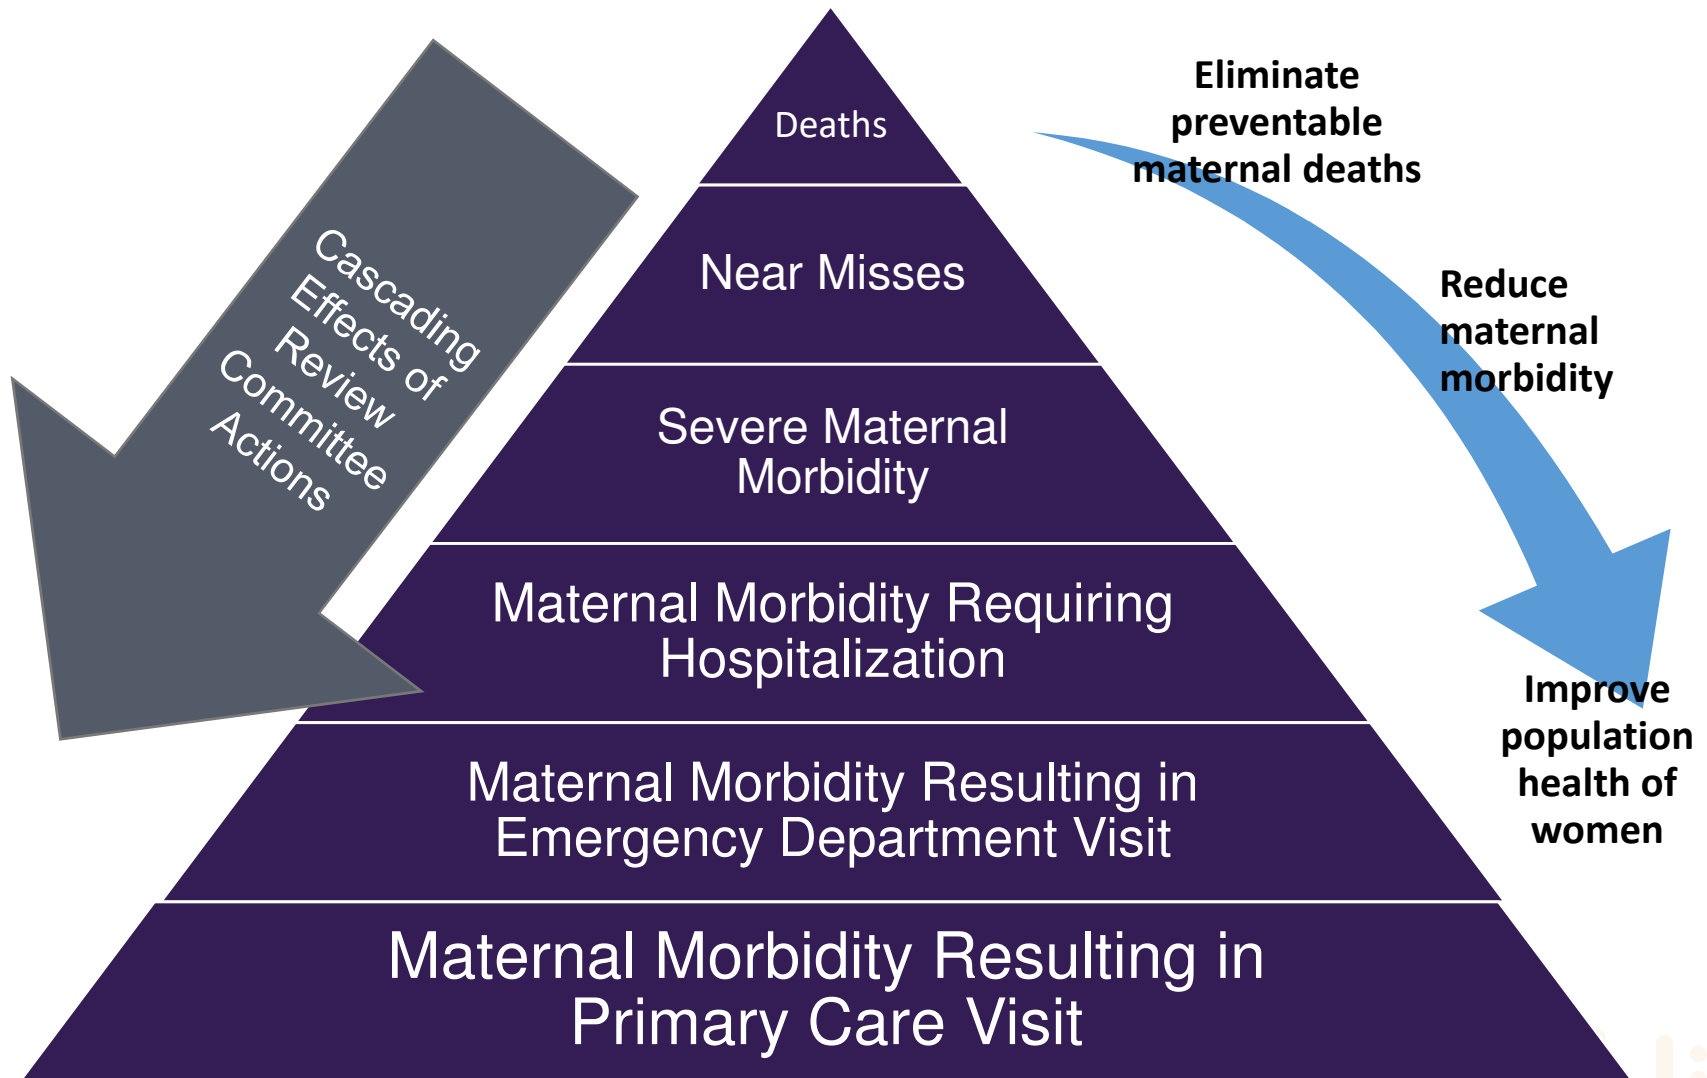 Deaths
Near Misses
Severe Maternal
Morbidity
Maternal Morbidity Requiring
Hospitalization
Maternal Morbidity Resulting in
Emergency Department Visit
Maternal Morbidity Resulting in
Primary Care Visit
Cascading
Effects of
Review
Committee
Actions
Eliminate
preventable
maternal deaths
Reduce
maternal
morbidity
Improve
population
health of
women